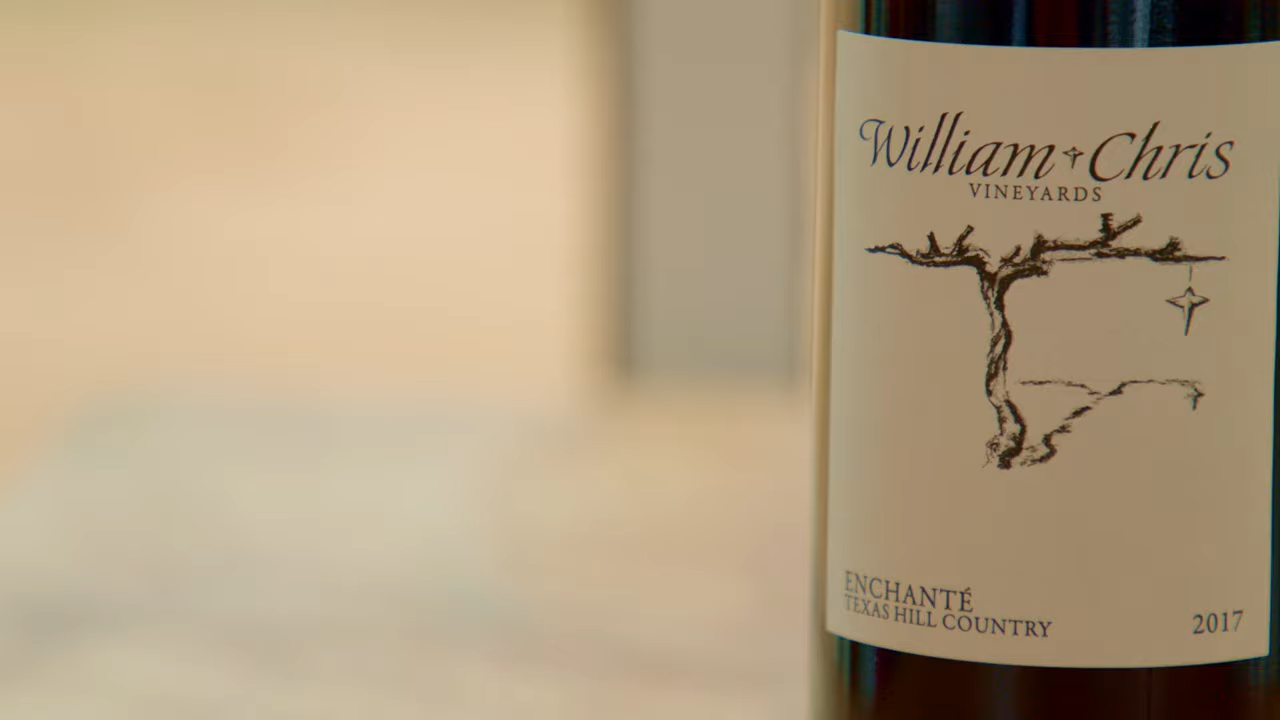 William Chris
VINEYARDS
ENCHANTÉ
TEXAS HILL COUNTRY
2017